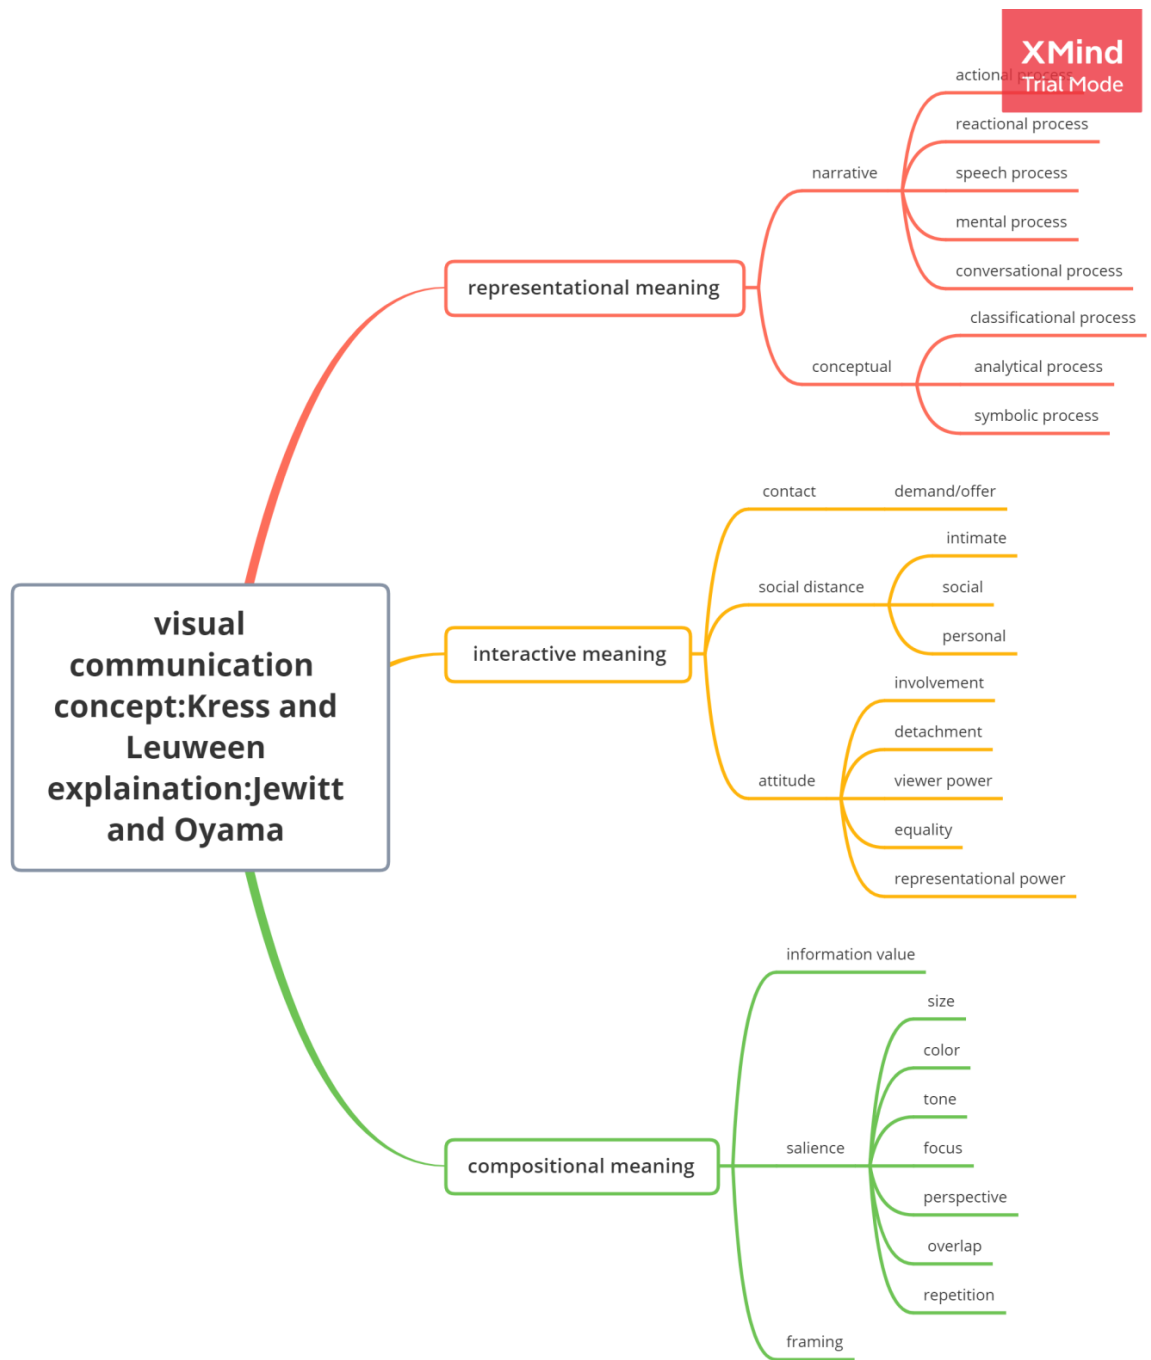 XMind
Trial Mode
actional process
reactional process
narrative
speech process
mental process
conversational process
representational meaning
classificational process
conceptual
analytical process
symbolic process
contact
demand/offer
intimate
social distance
social
personal
interactive meaning
involvement
detachment
attitude
viewer power
equality
representational power
visual
communication
concept:Kress and
Leuween
explaination:Jewitt
and Oyama
information value
size
color
tone
compositional meaning
salience
focus
perspective
overlap
repetition
framing